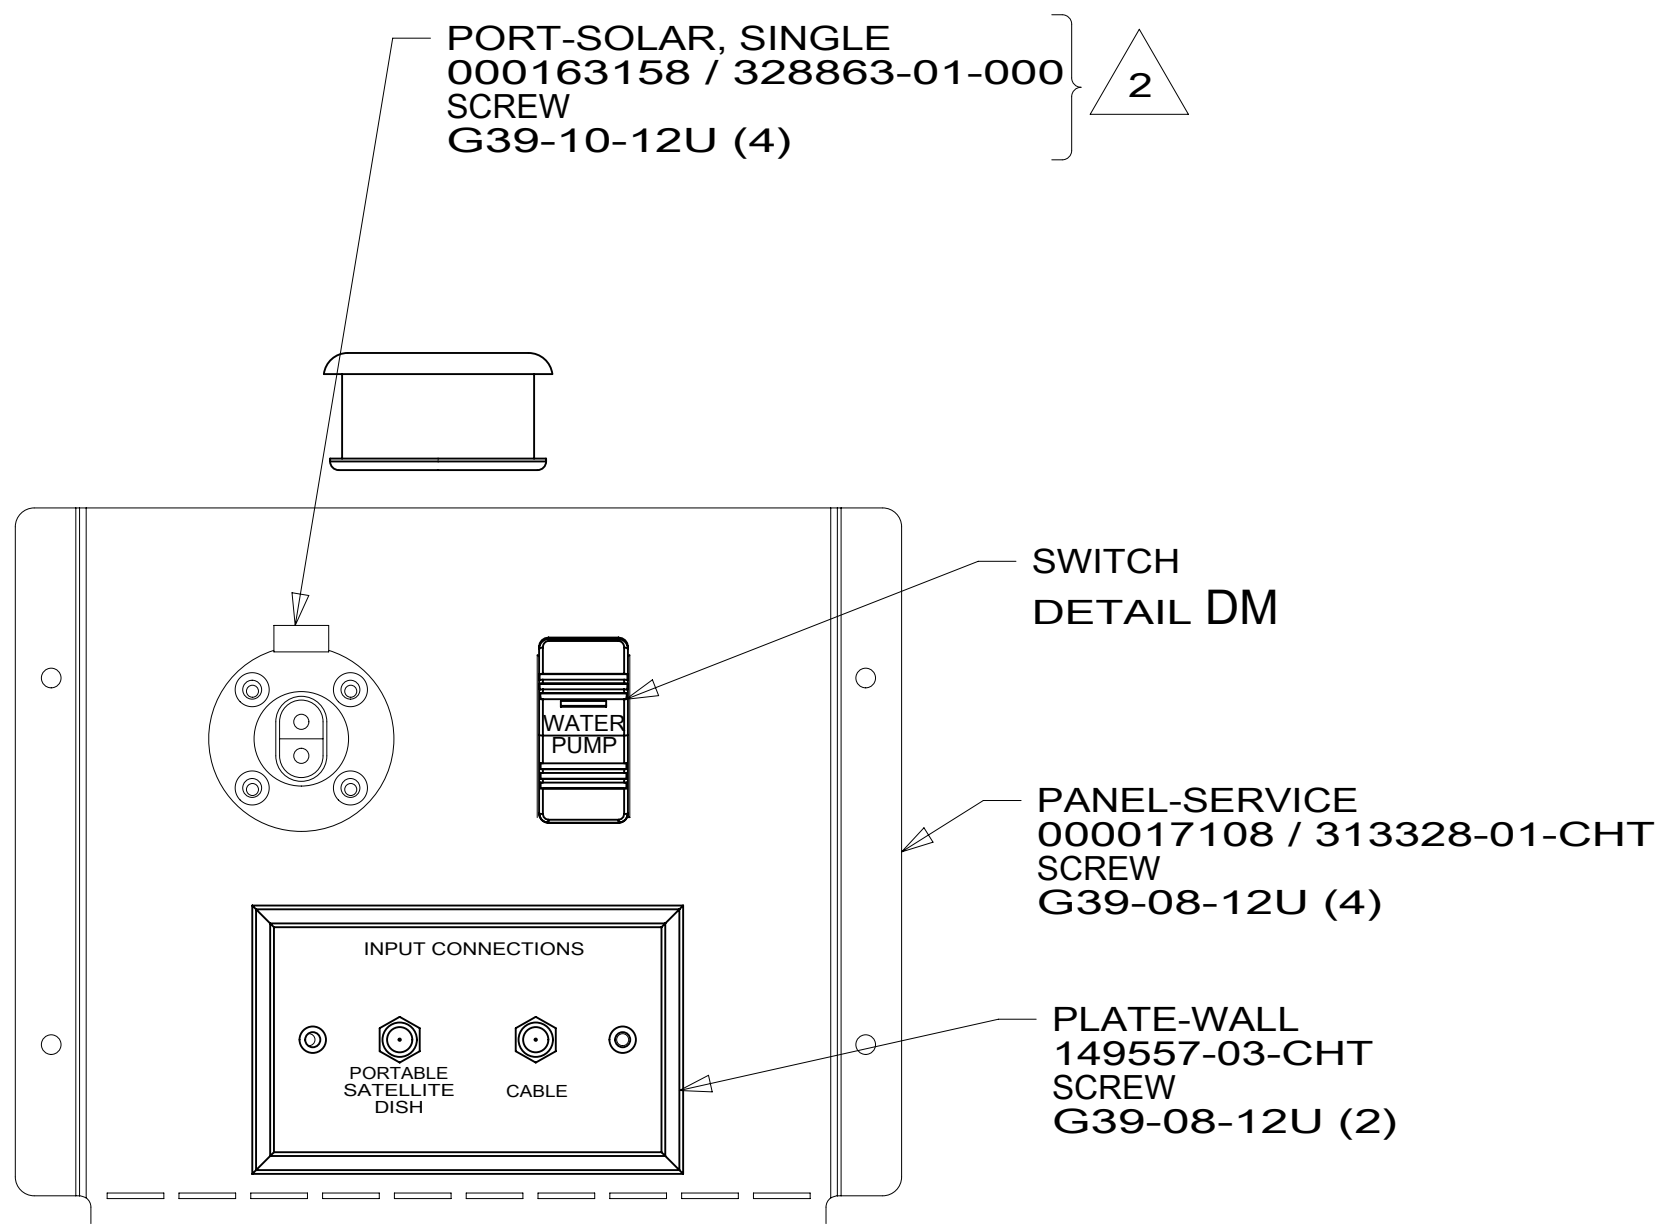 PORT-SOLAR, SINGLE
000163158 / 328863-01-000
SCREW
G39-10-12U (4)
2
SWITCH
DETAIL DM
WATER
PUMP
PANEL-SERVICE
000017108 / 313328-01-CHT
SCREW
G39-08-12U (4)
INPUT CONNECTIONS
PORTABLE
SATELLITE
DISH
CABLE
PLATE-WALL
149557-03-CHT
SCREW
G39-08-12U (2)